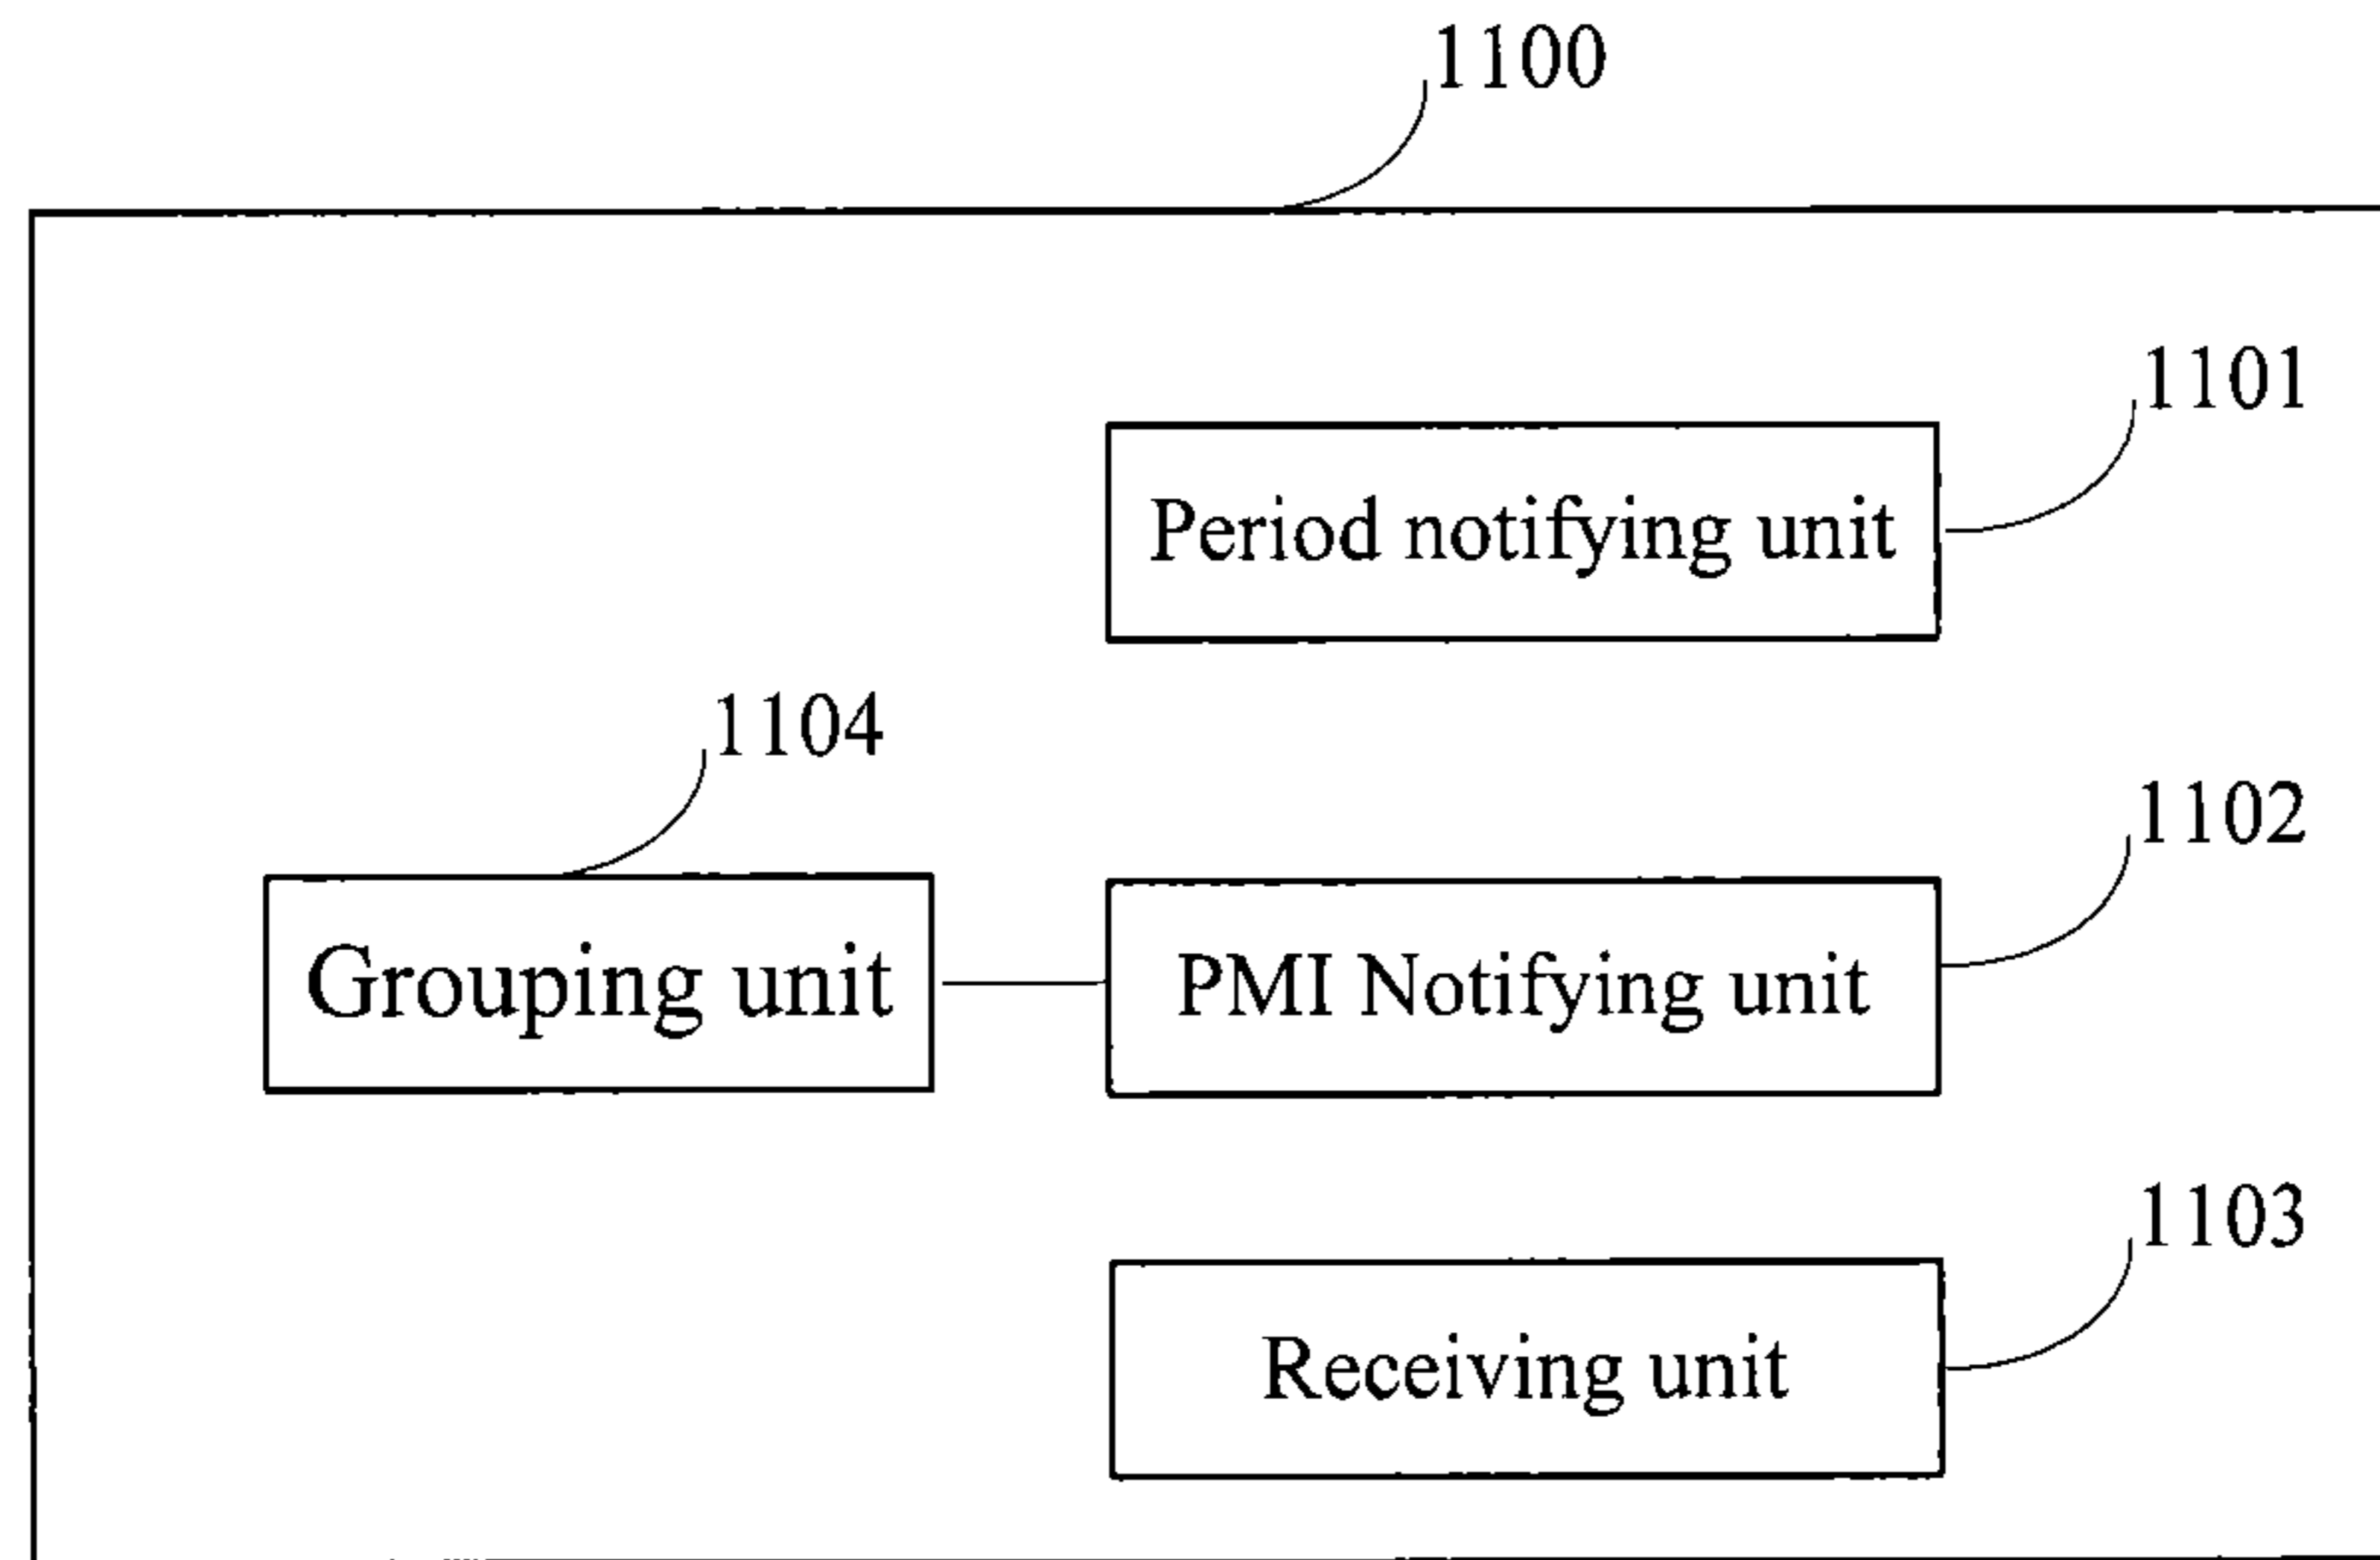 1100
1101
Period notifying unit
1104
1102
Grouping unit
PMI Notifying unit
1103
Receiving unit